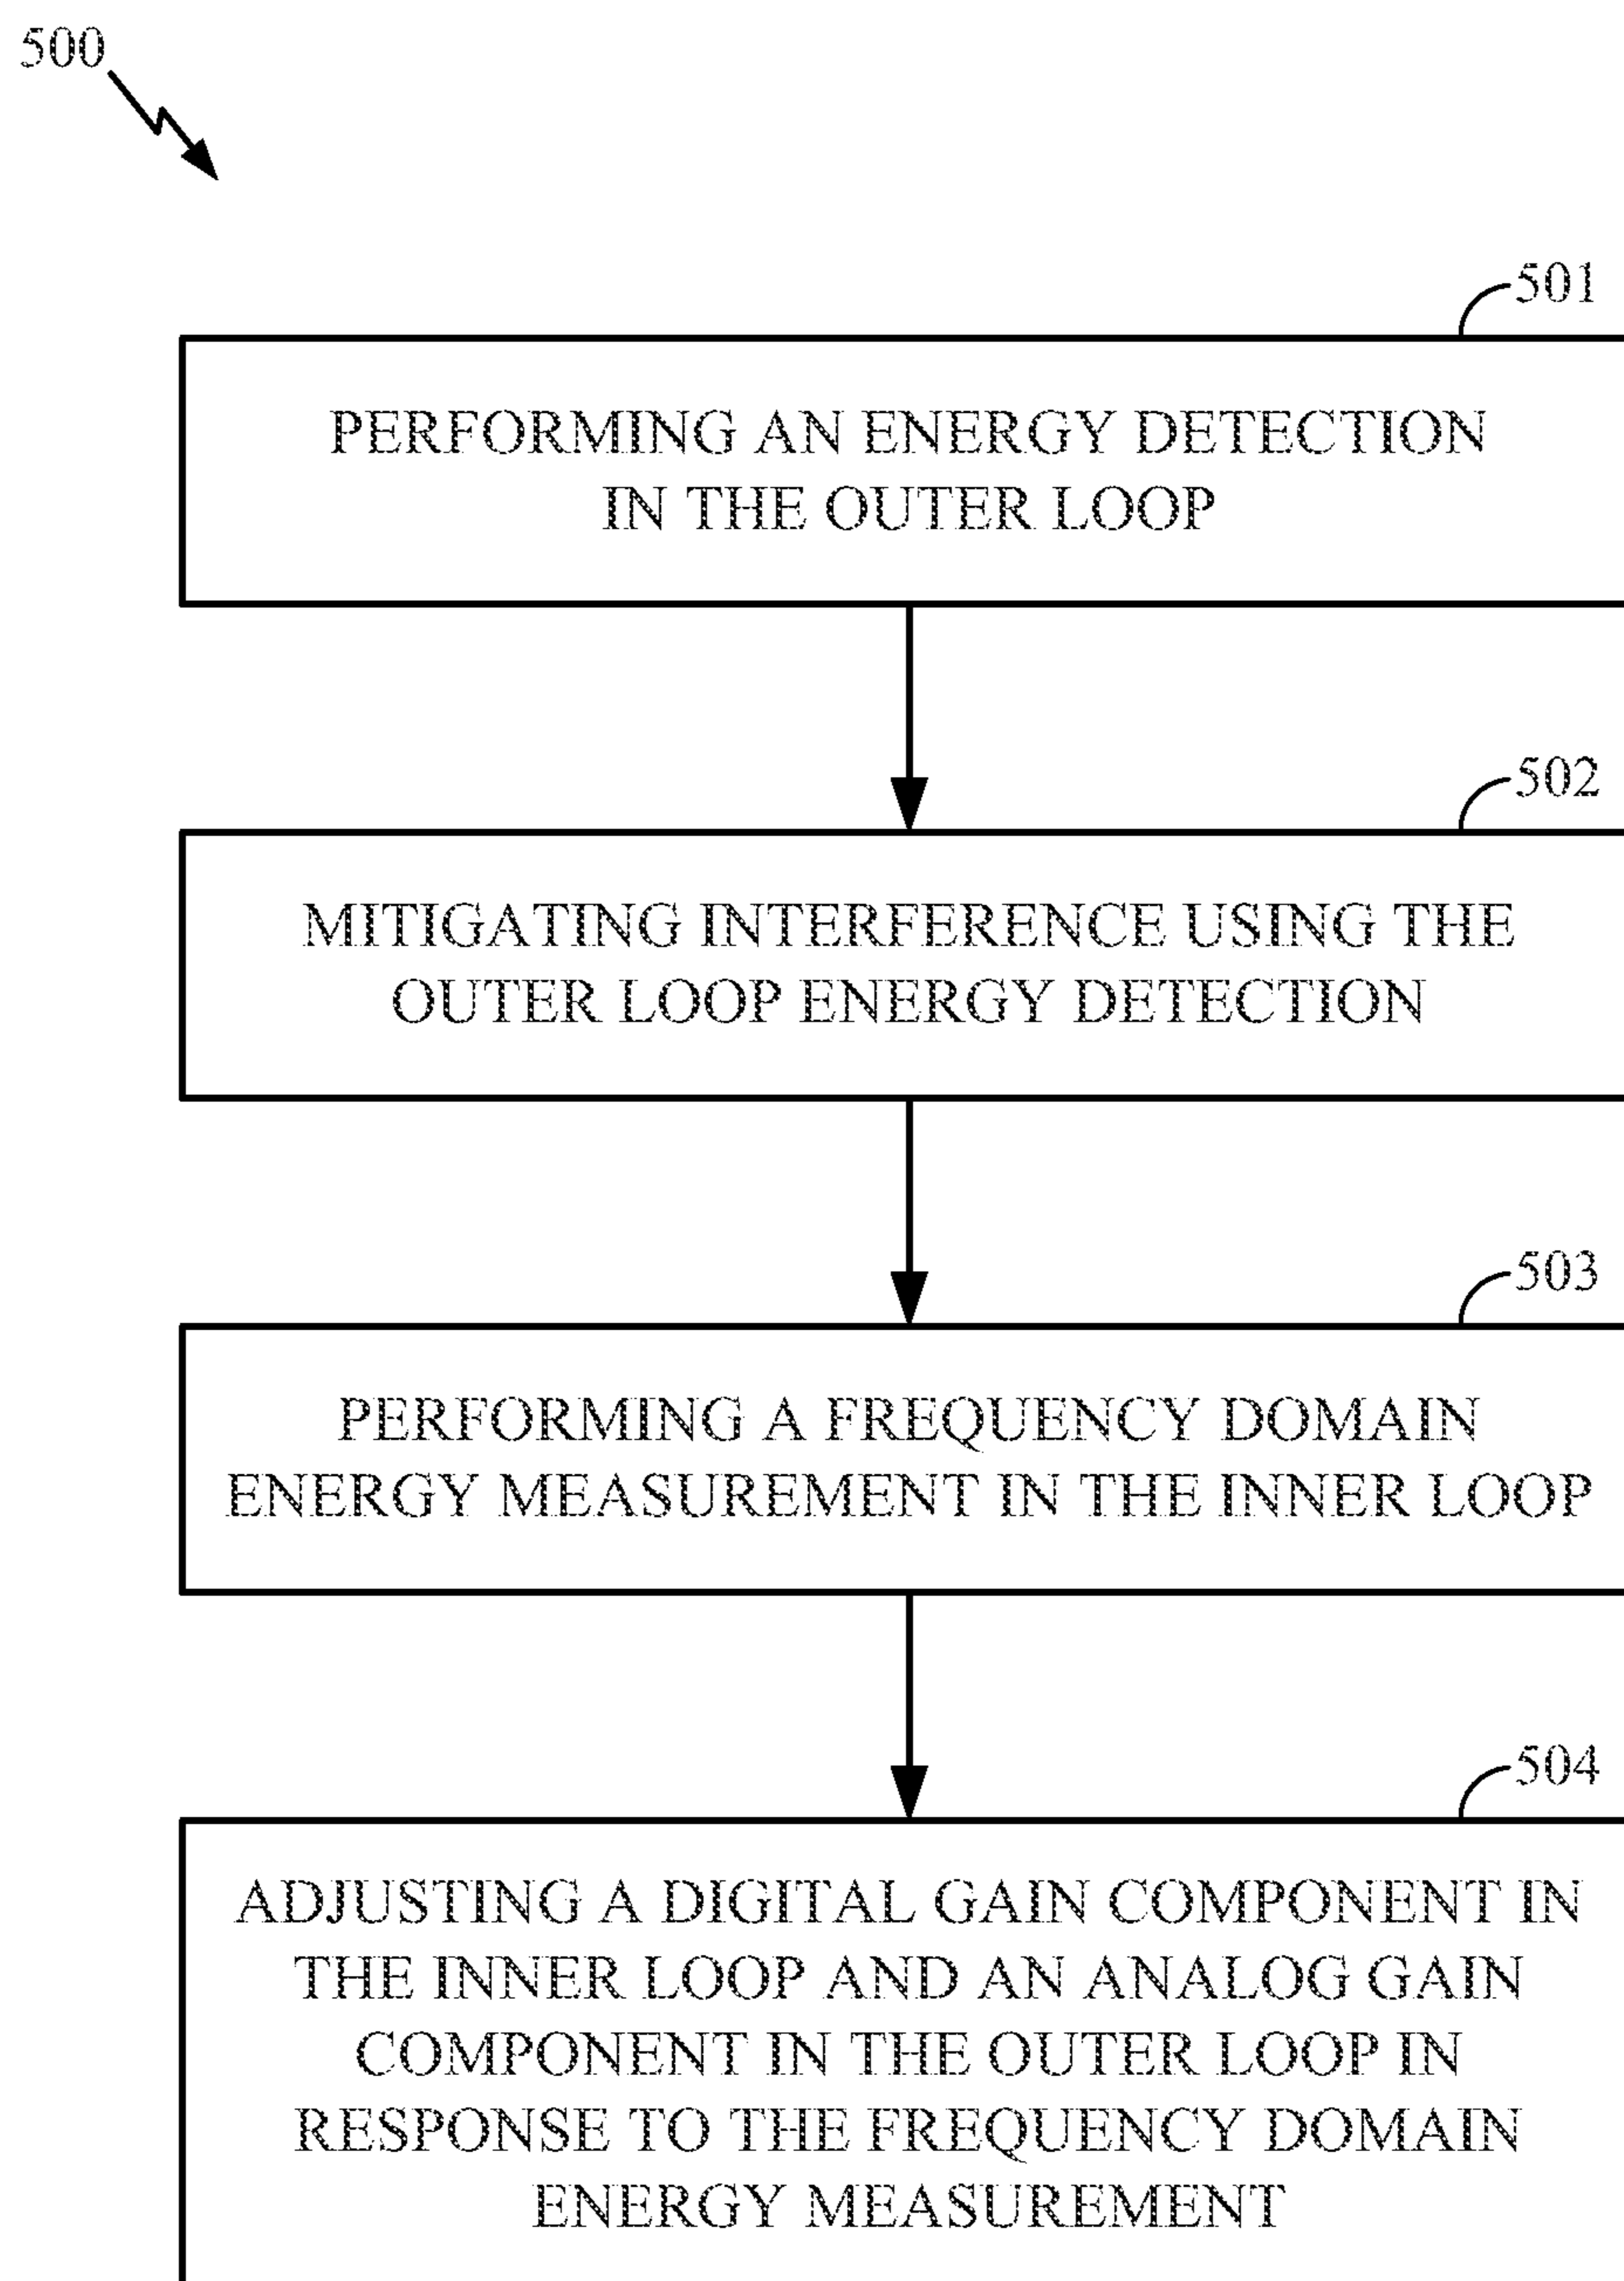 500
501
PERFORMING AN ENERGY DETECTION
IN THE OUTER LOOP
502
MITIGATING INTERFERENCE USING THE
OUTER LOOP ENERGY DETECTION
503
PERFORMING A FREQUENCY DOMAIN
ENERGY MEASUREMENT IN THE INNER LOOP
504
ADJUSTING A DIGITAL GAIN COMPONENT IN
THE INNER LOOP AND AN ANALOG GAIN
COMPONENT IN THE OUTER LOOP IN
RESPONSE TO THE FREQUENCY DOMAIN
ENERGY MEASUREMENT